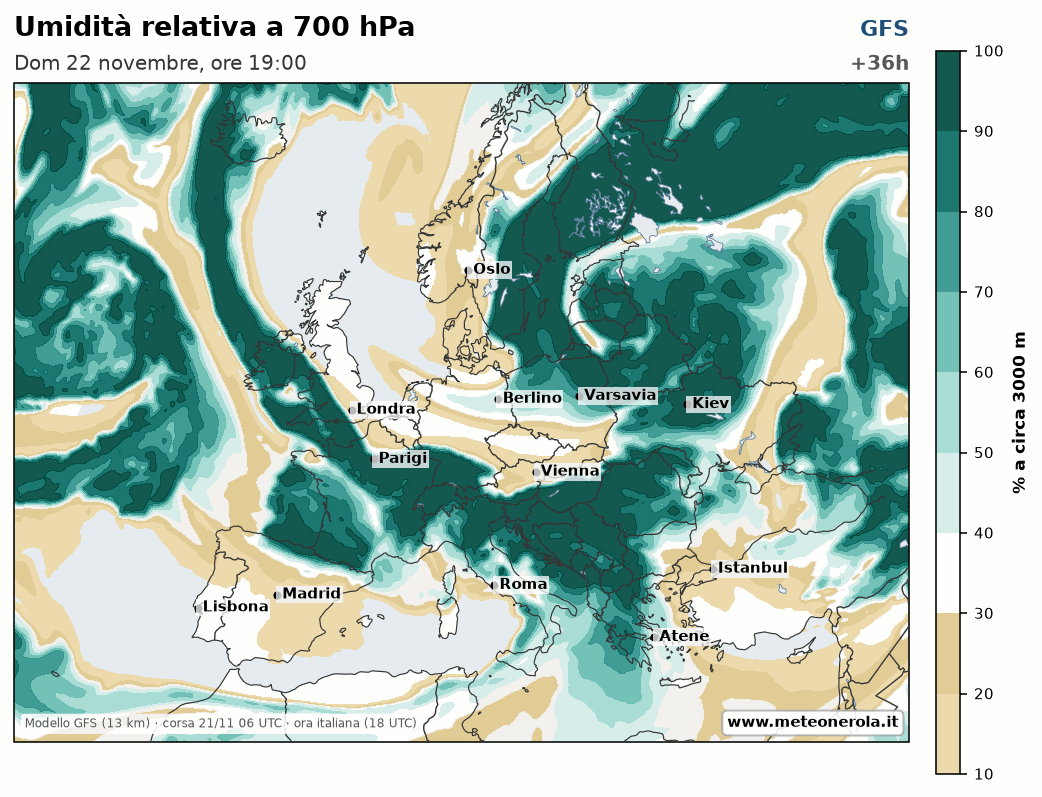 Umidità relativa a 700 hPa
GFS
Dom 22 novembre, ore 19:00
+36h
100
90
80
70
60
50
40
30
20
10
% a circa 3000 m
Oslo
Berlino
Varsavia
Kiev
Londra
Parigi
Vienna
Istanbul
Roma
Madrid
Lisbona
Atene
Modello GFS (13 km) · corsa 21/11 06 UTC · ora italiana (18 UTC)
www.meteonerola.it